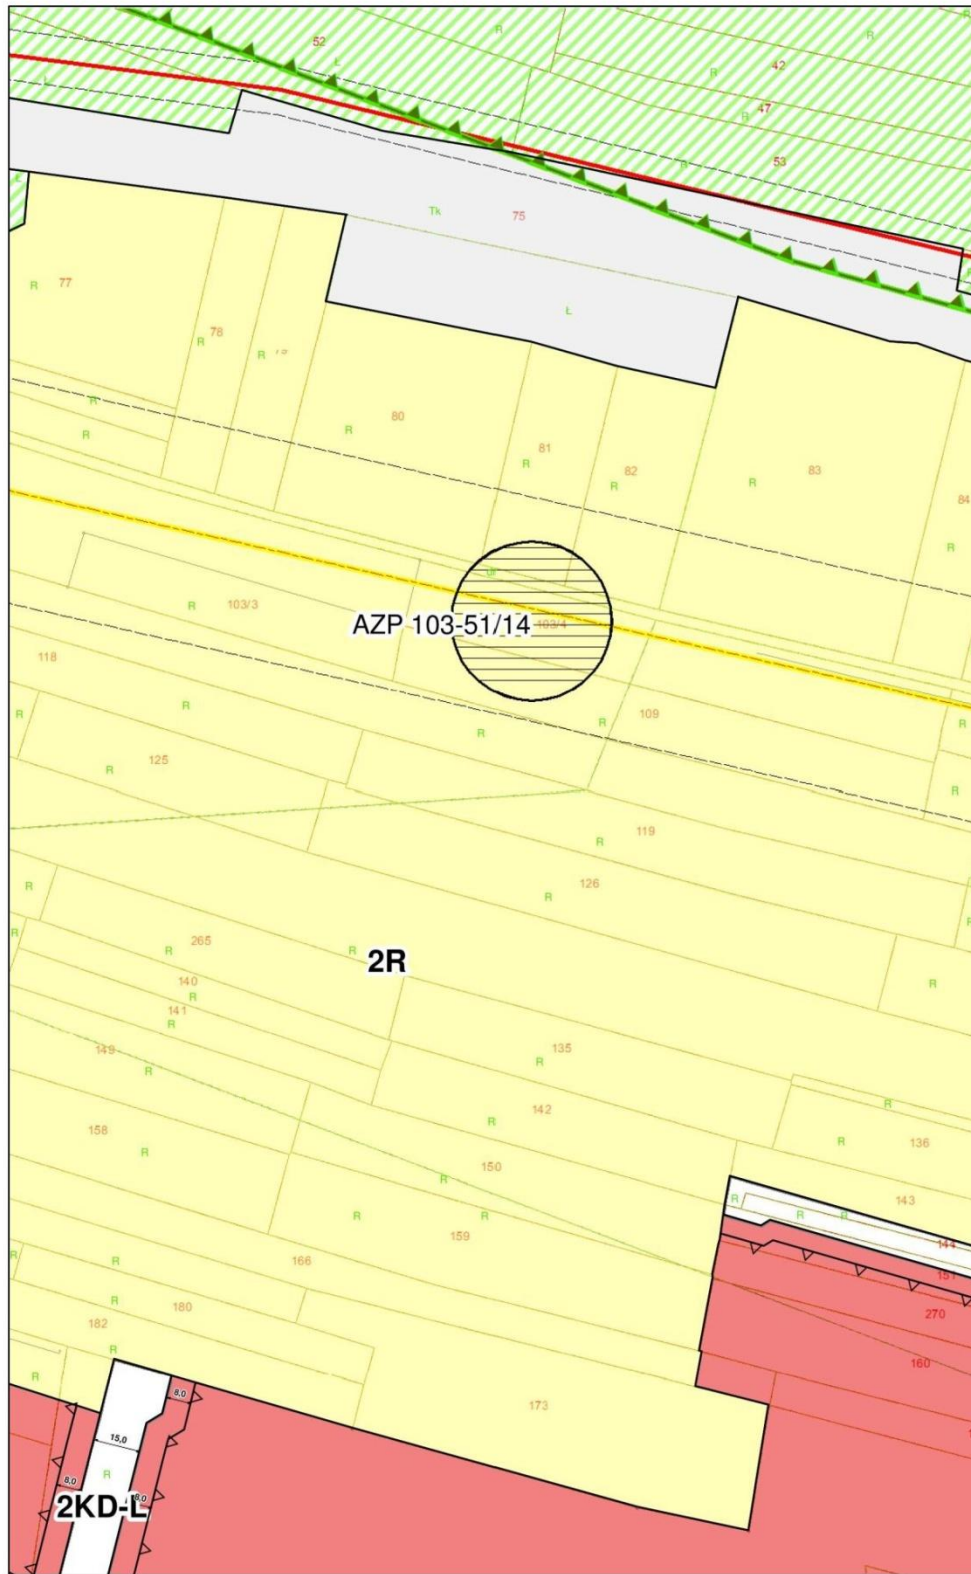 R
R
R
52
Ł
42
R
Ł
47
R
53
R
Ł
Tk
75
R
77
R
Ł
78
R
R
80
R
81
R
82
R
83
R
84
R
R
R
dr
R
103/3
AZP 103-51/14
103/4
118
R
R
109
R
R
R
125
R
R
119
R
126
R
R
R
R
265
R
R
2R
R
140
R
141
R
149
R
135
R
142
R
R
136
R
158
R
150
R
143
R
R
R
R
R
159
144
R
R
166
151
R
180
270
182
R
160
R
8,0
173
15,0
R
8,0
8,0
2KD-L